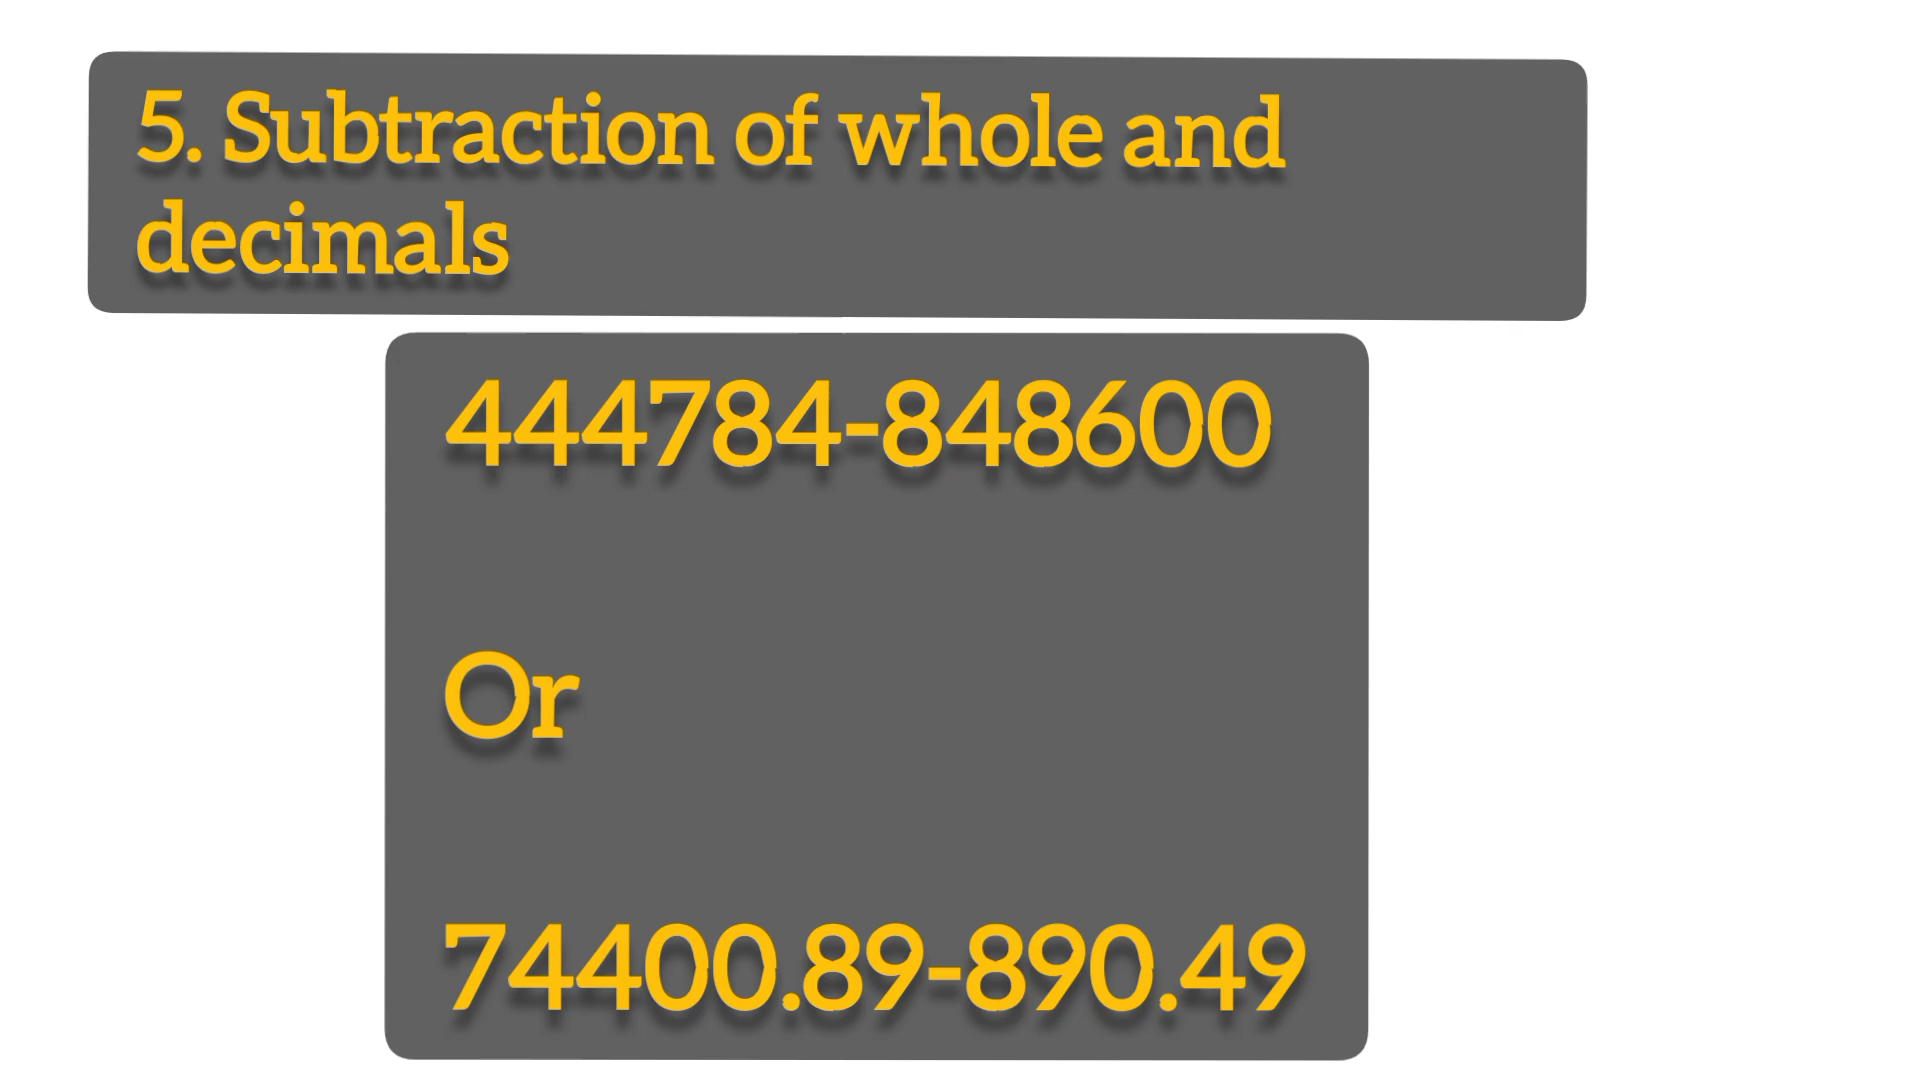 5. Subtraction of whole and
decimals
444784-848600
Or
74400.89-890.49